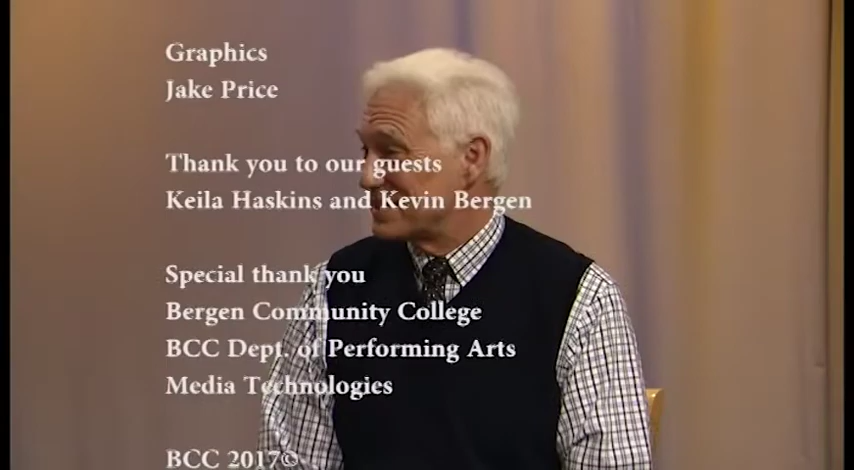 Graphics
Jake Price
Thank you to our guests
Keila Haskins and Kevin Bergen
Special thank you
Bergen Community College
BCC Dept. of Performing Arts
Media Technologies
BCC 2017©